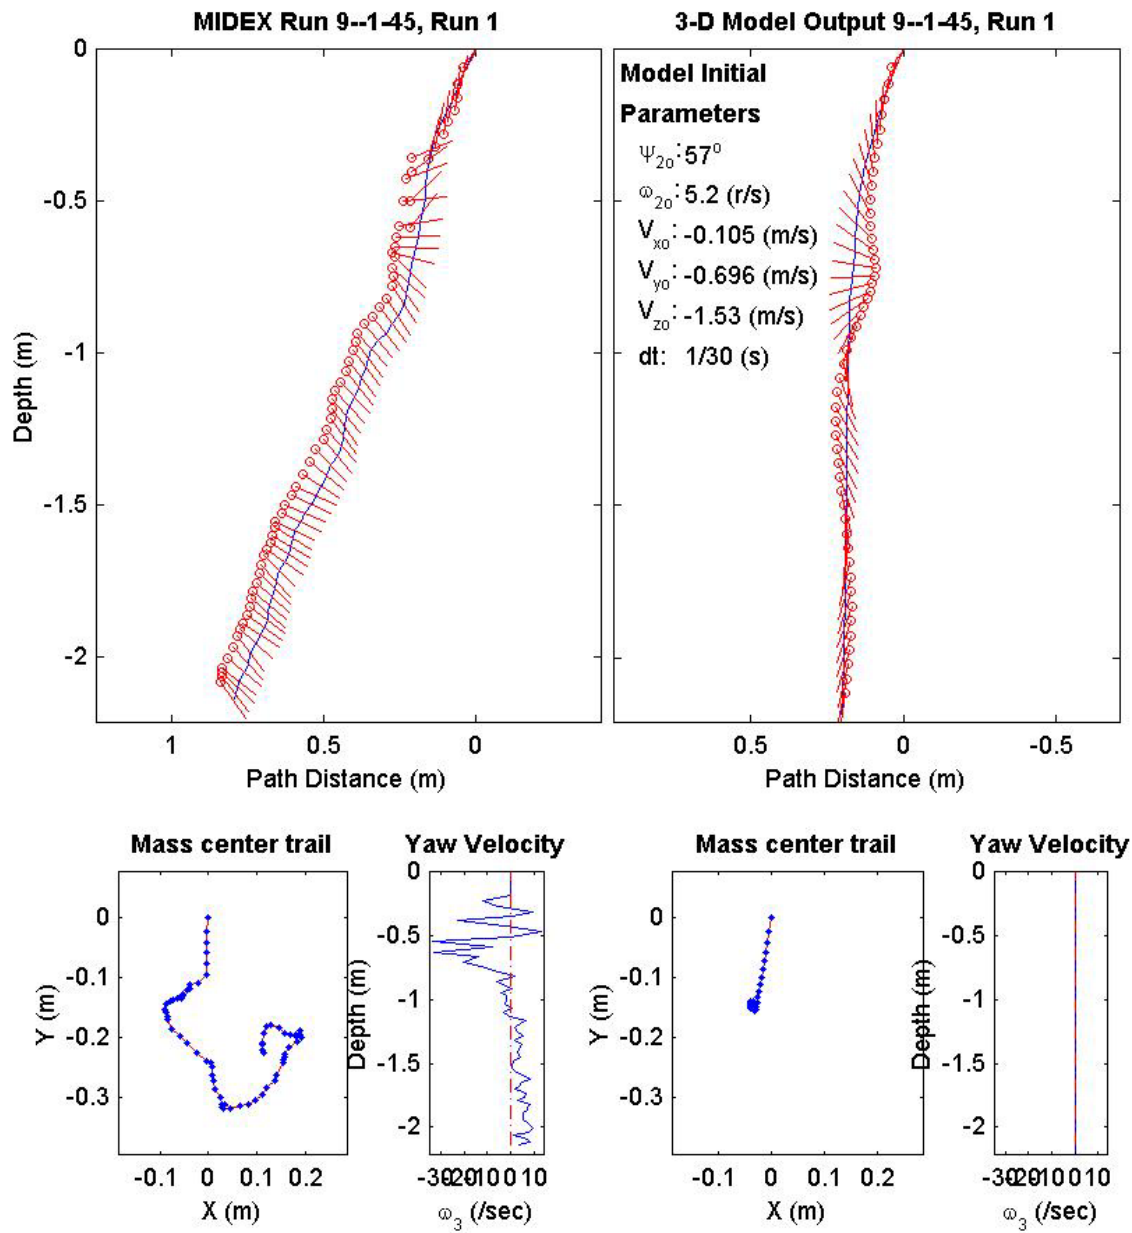 MIDEX Run 9--1-45, Run 1
3-D Model Output 9--1-45, Run 1
0
-0.5
-1
-1.5
-2
Depth (m)
1 0.5 0
Path Distance (m)
Model Initial
Parameters
Ψ2o: 57°
ω2o: 5.2 (r/s)
Vxo: -0.105 (m/s)
Vyo: -0.696 (m/s)
Vzo: -1.53 (m/s)
dt: 1/30 (s)
0.5 0 -0.5
Path Distance (m)
Mass center trail
0
-0.1
-0.2
-0.3
Y (m)
-0.1 0 0.1 0.2
X (m)
Yaw Velocity
0
-0.5
-1
-1.5
-2
Depth (m)
-30-20-10 0 10
ω3 (/sec)
Mass center trail
0
-0.1
-0.2
-0.3
Y (m)
-0.1 0 0.1 0.2
X (m)
Yaw Velocity
0
-0.5
-1
-1.5
-2
Depth (m)
-30-20-10 0 10
ω3 (/sec)